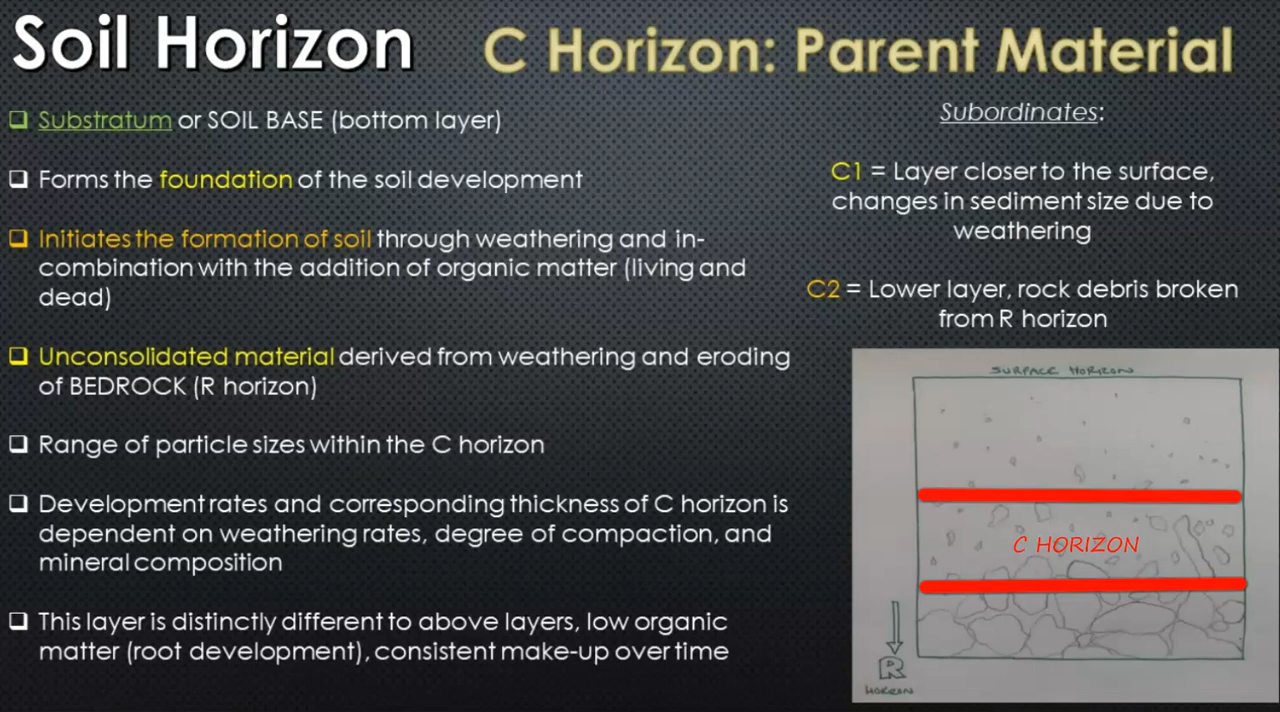 Soil Horizon
C Horizon: Parent Material
Substratum or SOIL BASE (bottom layer)
Forms the foundation of the soil development
Initiates the formation of soil through weathering and in-
combination with the addition of organic matter (living and
dead)
Unconsolidated material derived from weathering and eroding
of BEDROCK (R horizon)
Range of particle sizes within the C horizon
Development rates and corresponding thickness of C horizon is
dependent on weathering rates, degree of compaction, and
mineral composition
This layer is distinctly different to above layers, low organic
matter (root development), consistent make-up over time
Subordinates:
C1 = Layer closer to the surface,
changes in sediment size due to
weathering
C2 = Lower layer, rock debris broken
from R horizon
SURFACE HORIZON
C HORIZON
R
HORIZON